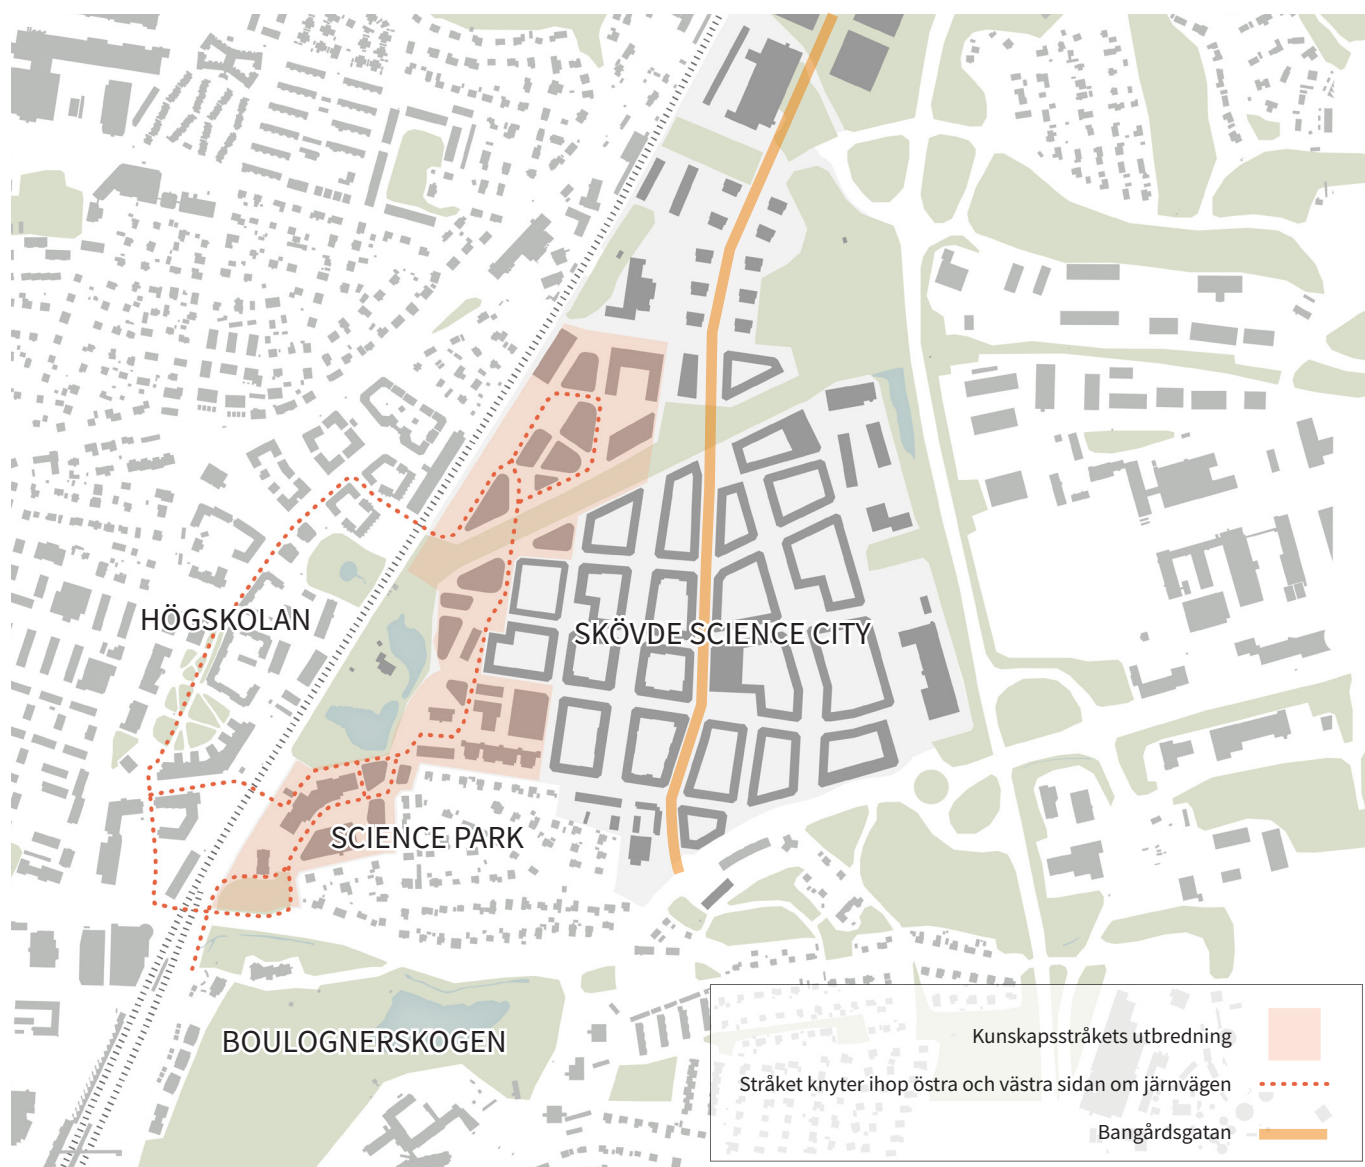 HÖGSKOLAN
SKÖVDE SCIENCE CITY
SCIENCE PARK
BOULOGNERSKOGEN
Kunskapsstråkets utbredning
Stråket knyter ihop östra och västra sidan om järnvägen
Bangårdsgatan